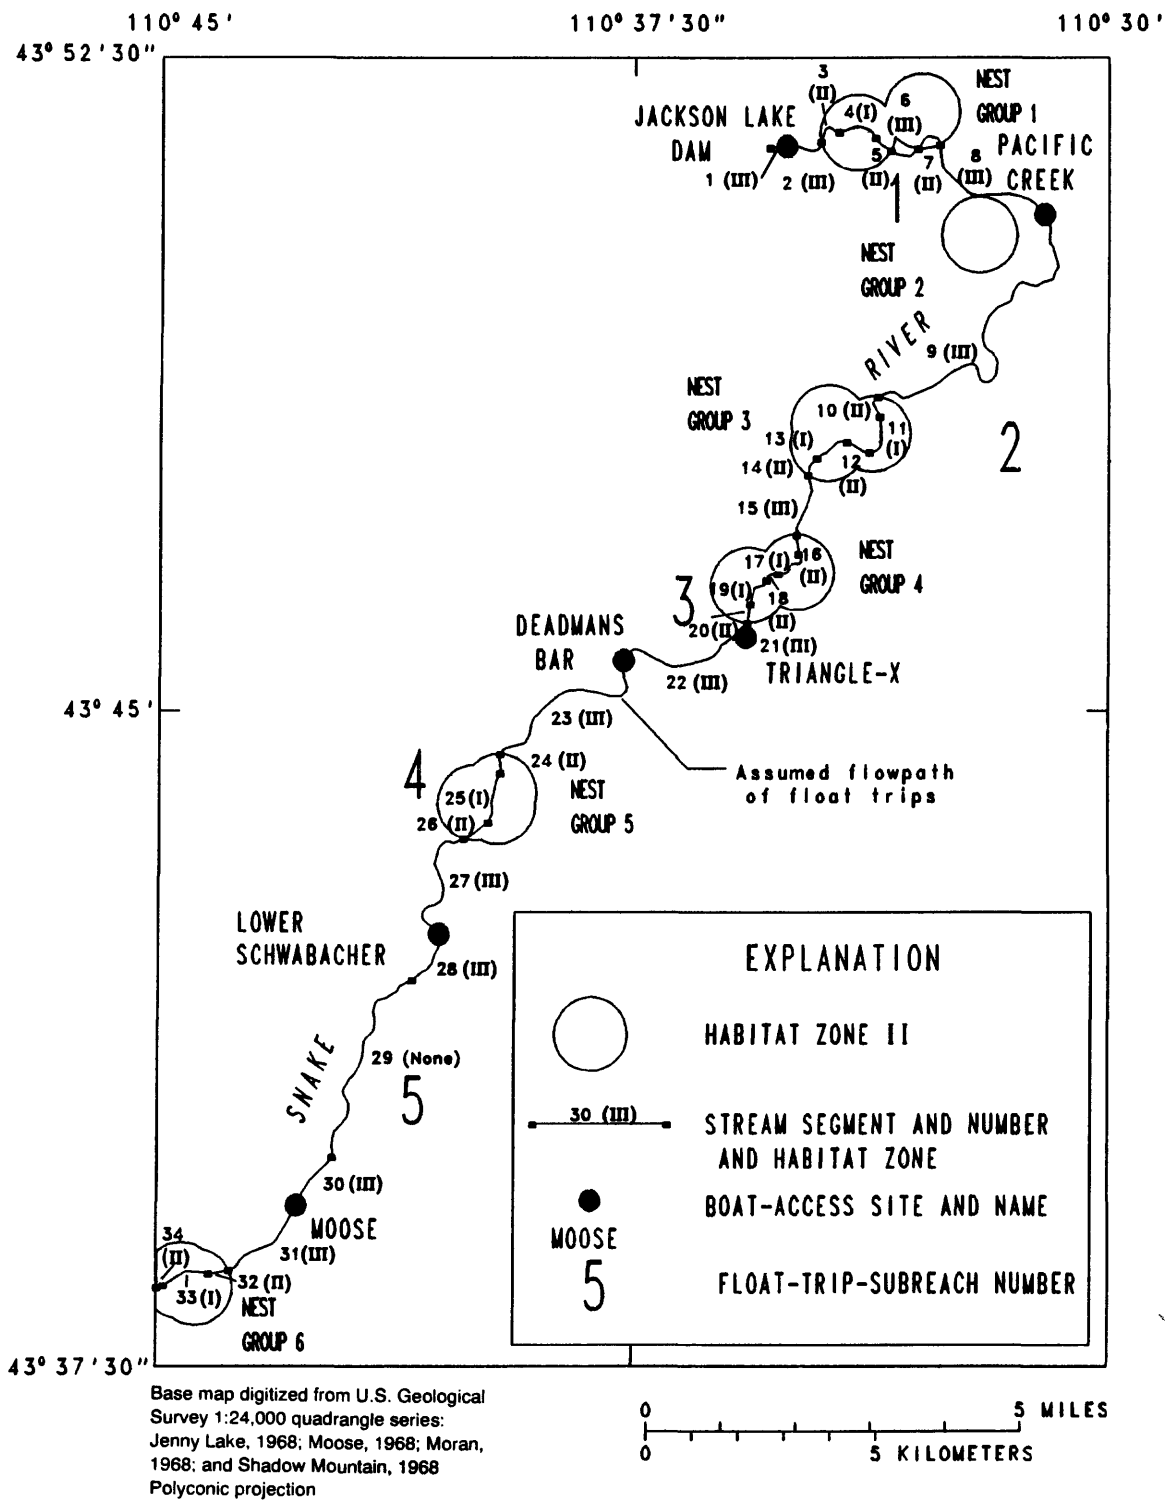 110° 45'
110° 37'30"
110° 30'
43° 52'30"
3
(II)
4(I)
6
(III)
NEST
GROUP 1
JACKSON LAKE
DAM
PACIFIC
CREEK
1 (III)
2 (III)
5
(II)
7
(II)
8
(III)
1
NEST
GROUP 2
RIVER
9 (III)
NEST
GROUP 3
10 (II)
11
(I)
13 (I)
12
(II)
14 (II)
2
15 (III)
NEST
GROUP 4
16
(II)
17 (I)
18
(II)
19(I)
3
20(II)
21(III)
TRIANGLE-X
DEADMANS
BAR
22 (III)
43° 45'
23 (III)
Assumed flowpath
of float trips
4
24 (II)
25(I)
26 (II)
NEST
GROUP 5
27 (III)
LOWER
SCHWABACHER
28 (III)
SNAKE
29 (None)
5
30 (III)
MOOSE
31(III)
34
(II)
32 (II)
33(I)
NEST
GROUP 6
EXPLANATION
HABITAT ZONE II
30 (III)
STREAM SEGMENT AND NUMBER
AND HABITAT ZONE
BOAT-ACCESS SITE AND NAME
MOOSE
5
FLOAT-TRIP-SUBREACH NUMBER
43° 37'30"
Base map digitized from U.S. Geological
Survey 1:24,000 quadrangle series:
Jenny Lake, 1968; Moose, 1968; Moran,
1968; and Shadow Mountain, 1968
Polyconic projection
0 5 MILES
0 5 KILOMETERS